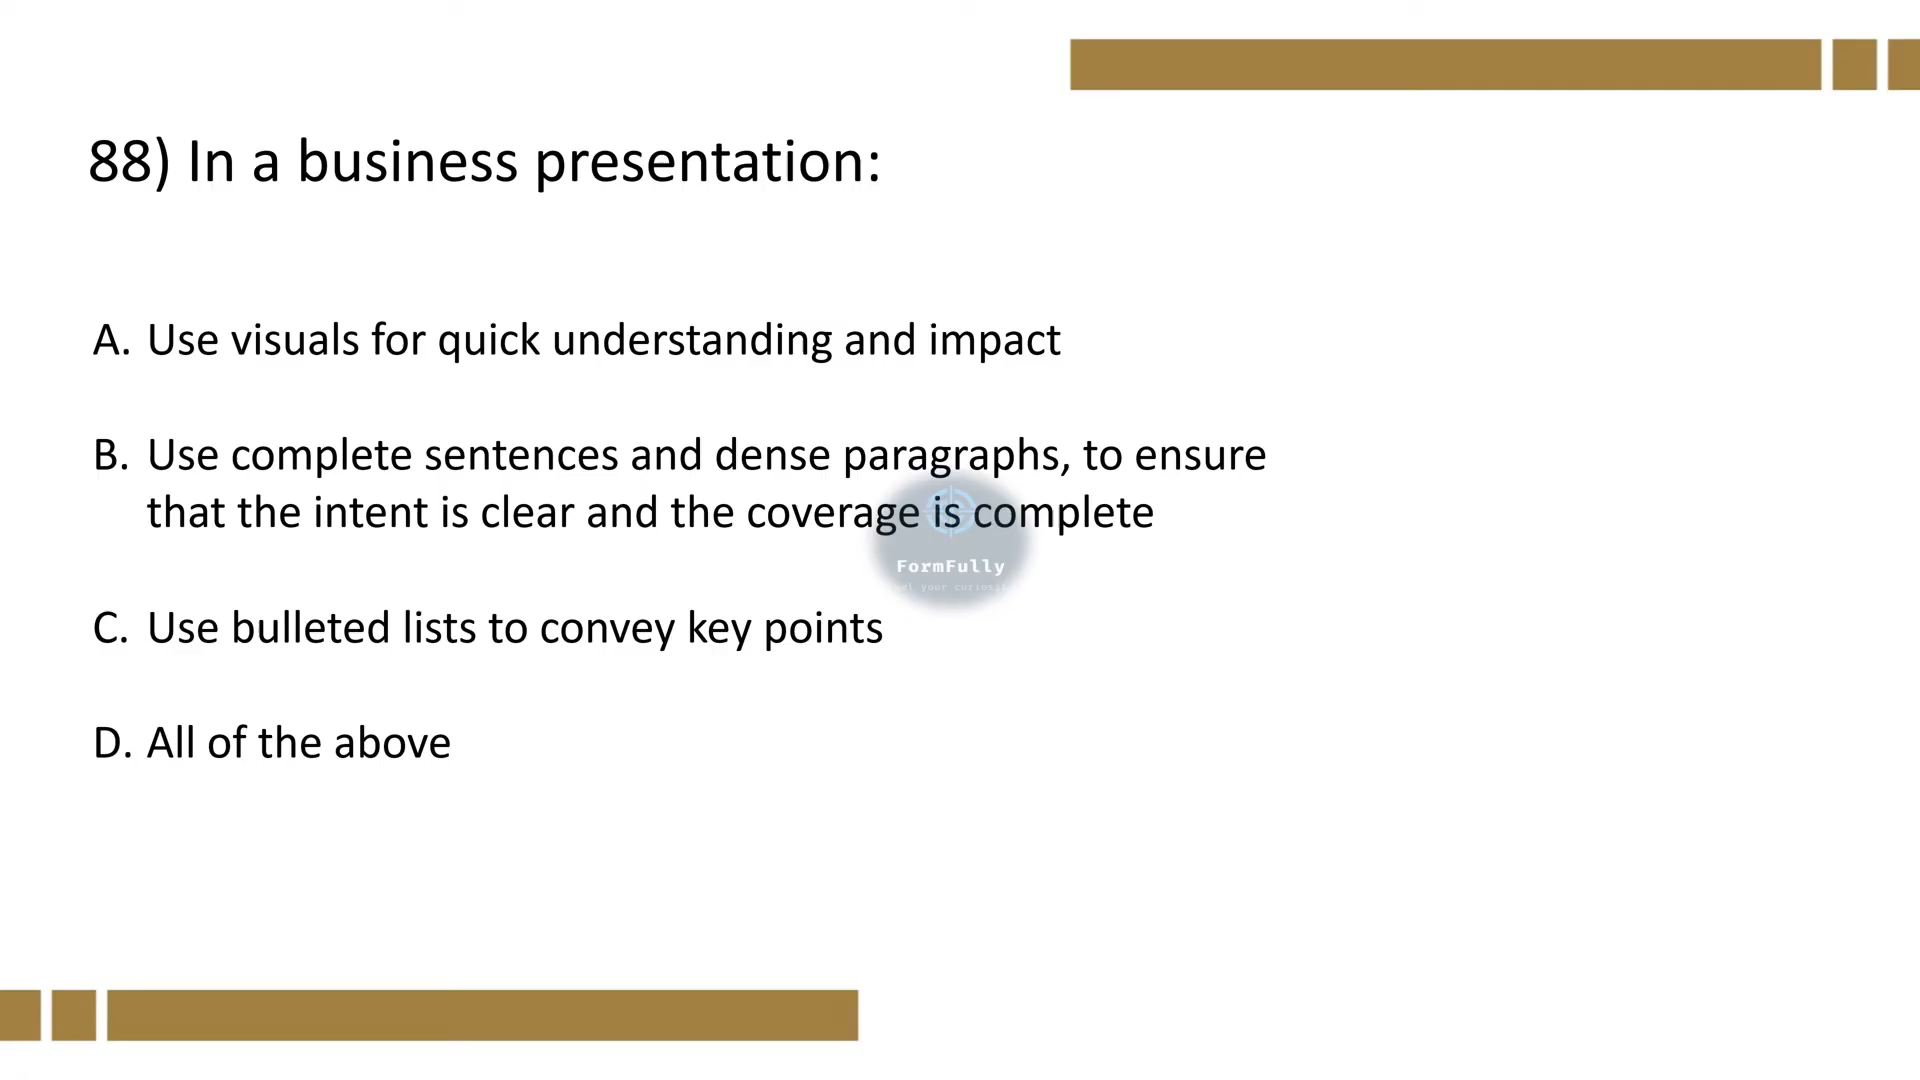 88) In a business presentation:
A. Use visuals for quick understanding and impact
B. Use complete sentences and dense paragraphs, to ensure
that the intent is clear and the coverage is complete
FormFully
your
C. Use bulleted lists to convey key points
D. All of the above